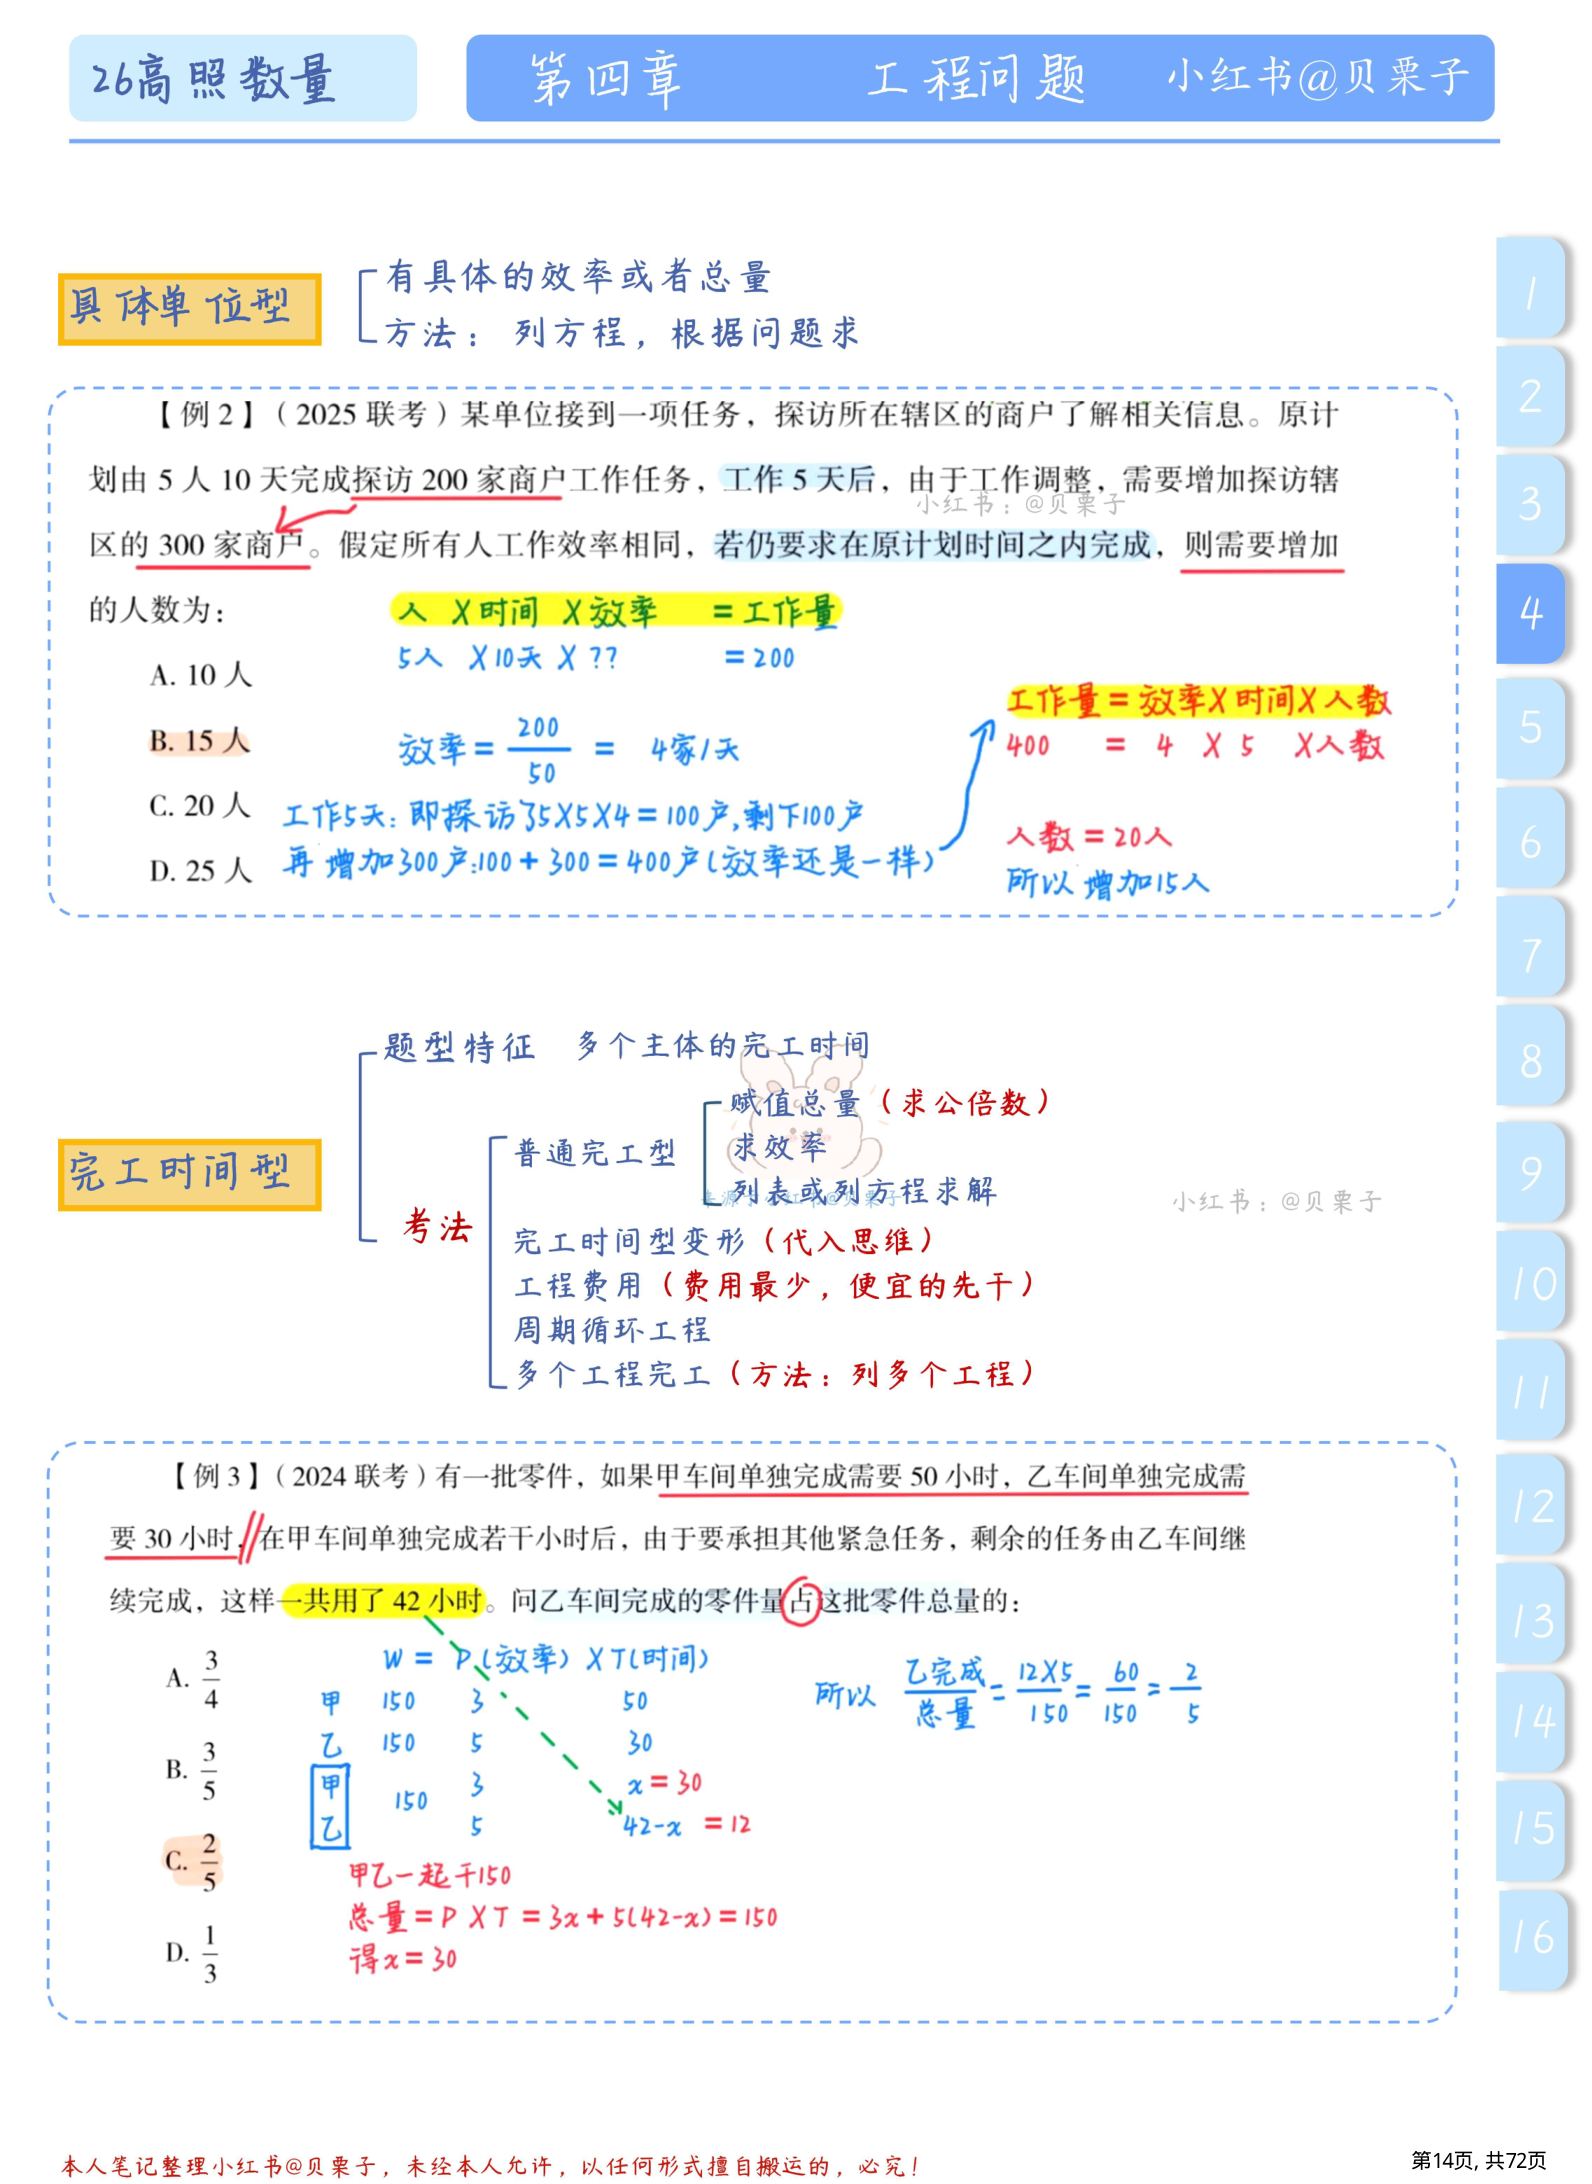 26高照数量
第四章 工程问题 小红书@贝栗子
具体单位型
有具体的效率或者总量
方法：列方程，根据问题求
【例2】（2025联考）某单位接到一项任务，探访所在辖区的商户了解相关信息。原计
划由5人10天完成探访200家商户工作任务，工作5天后，由于工作调整，需要增加探访辖
小红书：@贝栗子
区的300家商户。假定所有人工作效率相同，若仍要求在原计划时间之内完成，则需要增加
的人数为：
人X时间X效率 =工作量
5人X10天X?? =200
A. 10人
B. 15人
C. 20人
D. 25人
效率= 200/50 = 4家/天
工作5天：即探访了5X5X4=100户,剩下100户
再增加300户:100+300=400户(效率还是一样)
工作量=效率X时间X人数
400 = 4 X 5 X人数
人数=20人
所以增加15人
完工时间型
题型特征 多个主体的完工时间
考法
普通完工型
赋值总量（求公倍数）
求效率
列表或列方程求解
来源于小红书@贝栗子
小红书：@贝栗子
完工时间型变形（代入思维）
工程费用（费用最少，便宜的先干）
周期循环工程
多个工程完工（方法：列多个工程）
【例3】（2024联考）有一批零件，如果甲车间单独完成需要50小时，乙车间单独完成需
要30小时，在甲车间单独完成若干小时后，由于要承担其他紧急任务，剩余的任务由乙车间继
续完成，这样一共用了42小时。问乙车间完成的零件量占这批零件总量的：
A. 3/4
B. 3/5
C. 2/5
D. 1/3
W = P(效率) X T(时间)
甲 150 3 50
乙 150 5 30
甲 3 x=30
150
乙 5 42-x =12
甲乙一起干150
总量=P X T=3x+5(42-x)=150
得x=30
所以 乙完成/总量 = 12X5/150 = 60/150 = 2/5
1
2
3
4
5
6
7
8
9
10
11
12
13
14
15
16
本人笔记整理小红书@贝栗子，未经本人允许，以任何形式擅自搬运的，必究！
第14页, 共72页